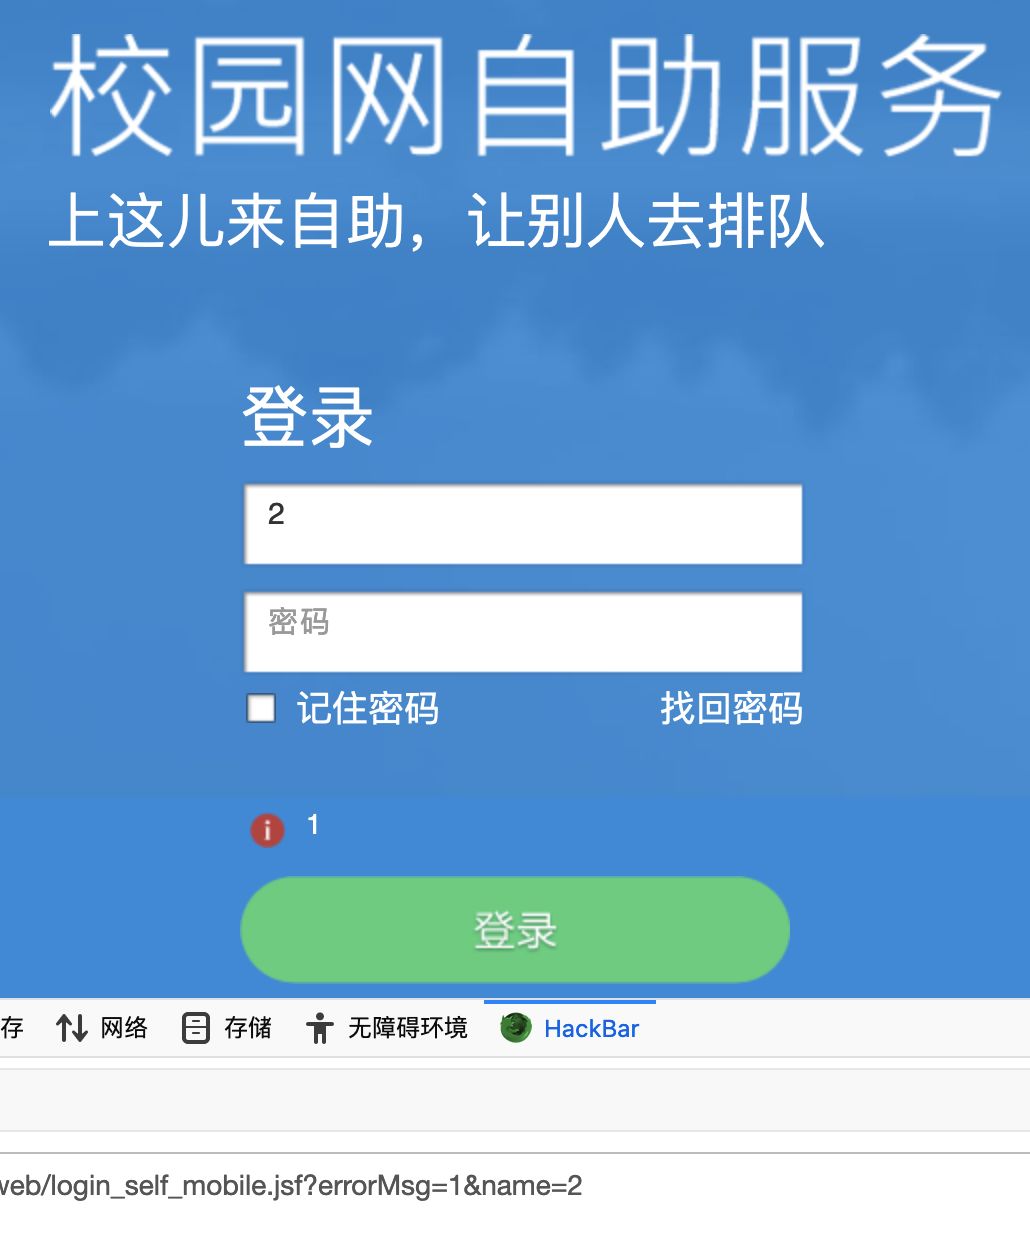 校园网自助服务
上这儿来自助，让别人去排队
登录
2
密码
记住密码 找回密码
1
登录
存 网络 存储 无障碍环境 HackBar
web/login_self_mobile.jsf?errorMsg=1&name=2